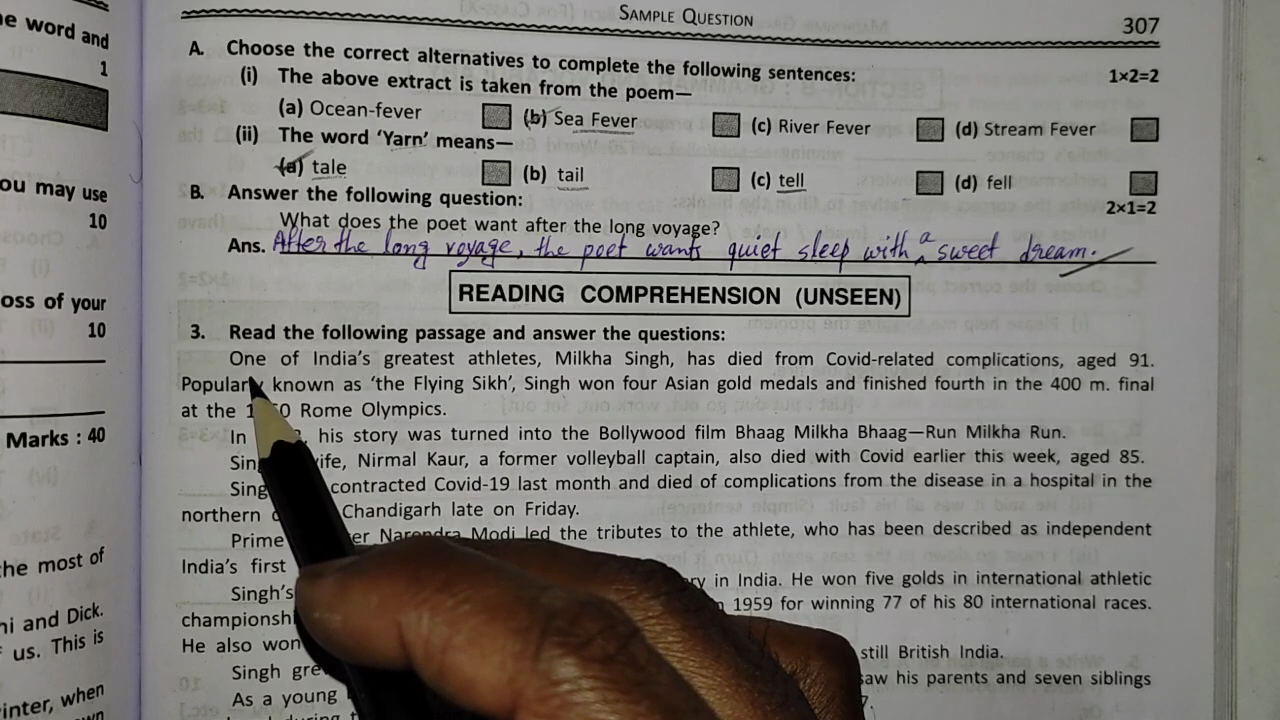 SAMPLE QUESTION
307
A. Choose the correct alternatives to complete the following sentences: 1×2=2
(i) The above extract is taken from the poem—
(a) Ocean-fever (b) Sea Fever (c) River Fever (d) Stream Fever
(ii) The word ‘Yarn’ means—
(a) tale (b) tail (c) tell (d) fell
B. Answer the following question: 2×1=2
What does the poet want after the long voyage?
Ans. After the long voyage, the poet wants quiet sleep with a sweet dream.
READING COMPREHENSION (UNSEEN)
3. Read the following passage and answer the questions:
One of India’s greatest athletes, Milkha Singh, has died from Covid-related complications, aged 91.
known as ‘the Flying Sikh’, Singh won four Asian gold medals and finished fourth in the 400 m. final
at the Rome Olympics.
In his story was turned into the Bollywood film Bhaag Milkha Bhaag—Run Milkha Run.
Nirmal Kaur, a former volleyball captain, also died with Covid earlier this week, aged 85.
contracted Covid-19 last month and died of complications from the disease in a hospital in the
northern Chandigarh late on Friday.
Prime Narendra Modi led the tributes to the athlete, who has been described as independent
India’s first
in India. He won five golds in international athletic
Singh’s 1959 for winning 77 of his 80 international races.
He also won still British India.
Singh his parents and seven siblings
As a young
e word and
1
ou may use
10
oss of your
10
Marks : 40
the most of
ni and Dick.
us. This is
inter, when